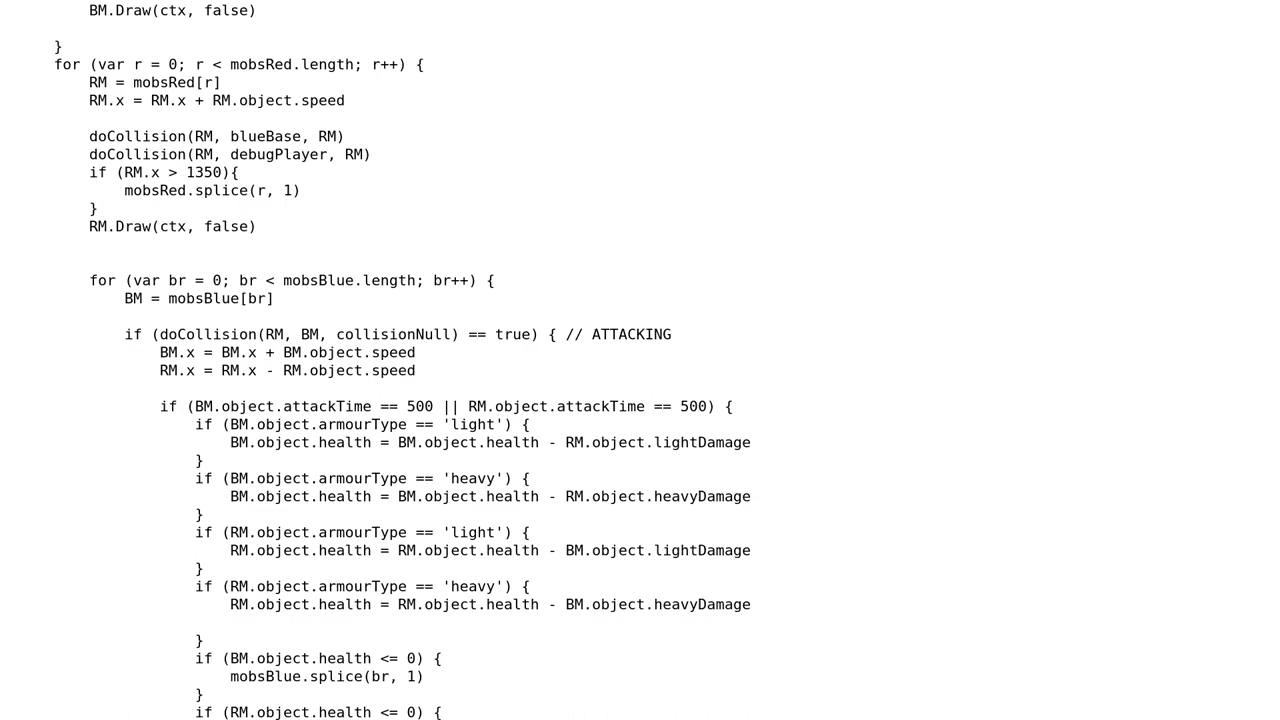 BM.Draw(ctx, false)
}
for (var r = 0; r < mobsRed.length; r++) {
RM = mobsRed[r]
RM.x = RM.x + RM.object.speed
doCollision(RM, blueBase, RM)
doCollision(RM, debugPlayer, RM)
if (RM.x > 1350){
mobsRed.splice(r, 1)
}
RM.Draw(ctx, false)
for (var br = 0; br < mobsBlue.length; br++) {
BM = mobsBlue[br]
if (doCollision(RM, BM, collisionNull) == true) { // ATTACKING
BM.x = BM.x + BM.object.speed
RM.x = RM.x - RM.object.speed
if (BM.object.attackTime == 500 || RM.object.attackTime == 500) {
if (BM.object.armourType == 'light') {
BM.object.health = BM.object.health - RM.object.lightDamage
}
if (BM.object.armourType == 'heavy') {
BM.object.health = BM.object.health - RM.object.heavyDamage
}
if (RM.object.armourType == 'light') {
RM.object.health = RM.object.health - BM.object.lightDamage
}
if (RM.object.armourType == 'heavy') {
RM.object.health = RM.object.health - BM.object.heavyDamage
}
if (BM.object.health <= 0) {
mobsBlue.splice(br, 1)
}
if (RM.object.health <= 0) {